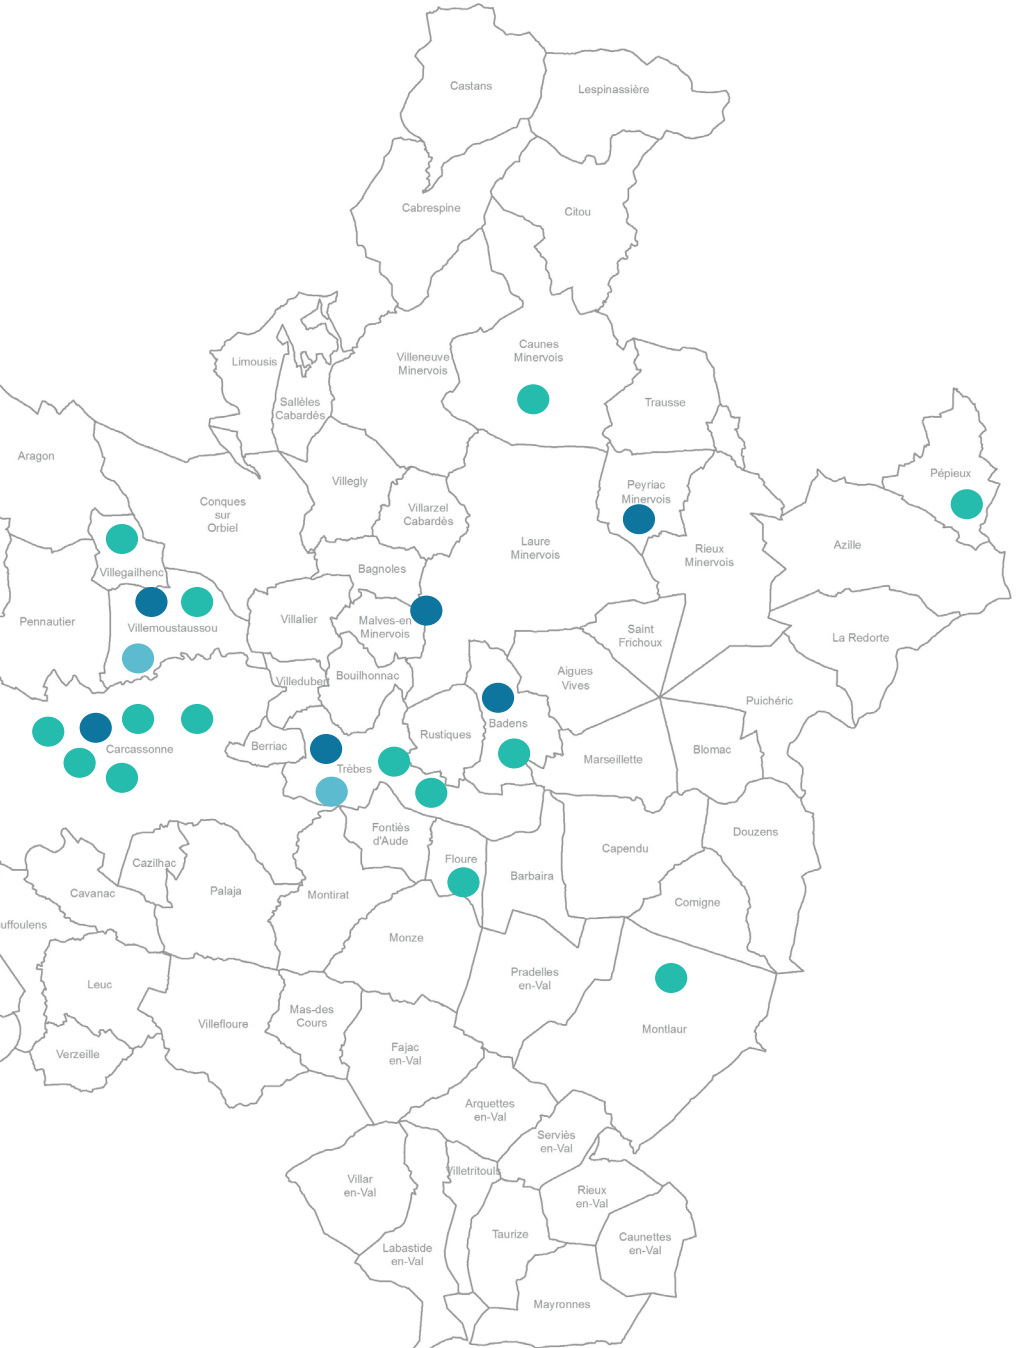 Castans
Lespinassière
Cabrespine
Citou
Caunes
Minervois
Villeneuve
Minervois
Limousis
Sallèles
Cabardès
Trausse
Aragon
Villegly
Pépieux
Peyriac
Minervois
Conques
sur
Orbiel
Villarzel
Cabardès
Laure
Minervois
Rieux
Minervois
Azille
Villegailhenc
Bagnoles
Pennautier
Villemoustaussou
Villalier
Malves-en
Minervois
Saint
Frichoux
La Redorte
Villedubert
Bouilhonnac
Aigues
Vives
Puichéric
Badens
Rustiques
Carcassonne
Berriac
Trèbes
Marseillette
Blomac
Fontiès
d'Aude
Douzens
Capendu
Floure
Cazilhac
Barbaira
Cavanac
Palaja
Montirat
Comigne
uffoulens
Monze
Leuc
Pradelles
en-Val
Villefloure
Mas-des
Cours
Montlaur
Verzeille
Fajac
en-Val
Arquettes
en-Val
Serviès
en-Val
Villetritouls
Villar
en-Val
Rieux
en-Val
Taurize
Caunettes
en-Val
Labastide
en-Val
Mayronnes